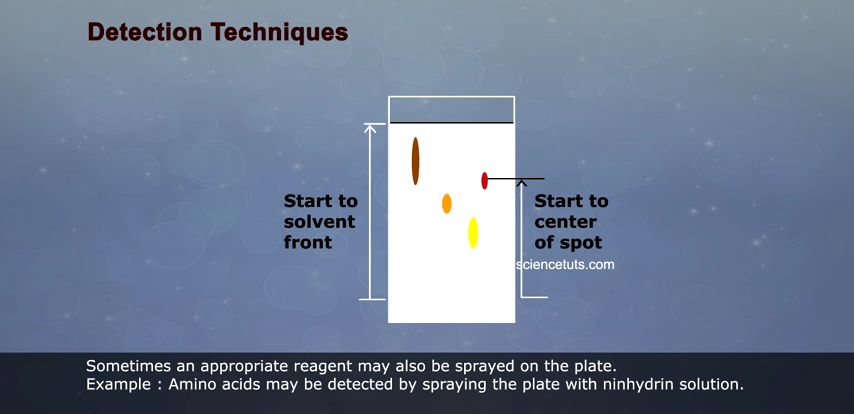 Detection Techniques
Start to
solvent
front
Start to
center
of spot
sciencetuts.com
Sometimes an appropriate reagent may also be sprayed on the plate.
Example : Amino acids may be detected by spraying the plate with ninhydrin solution.